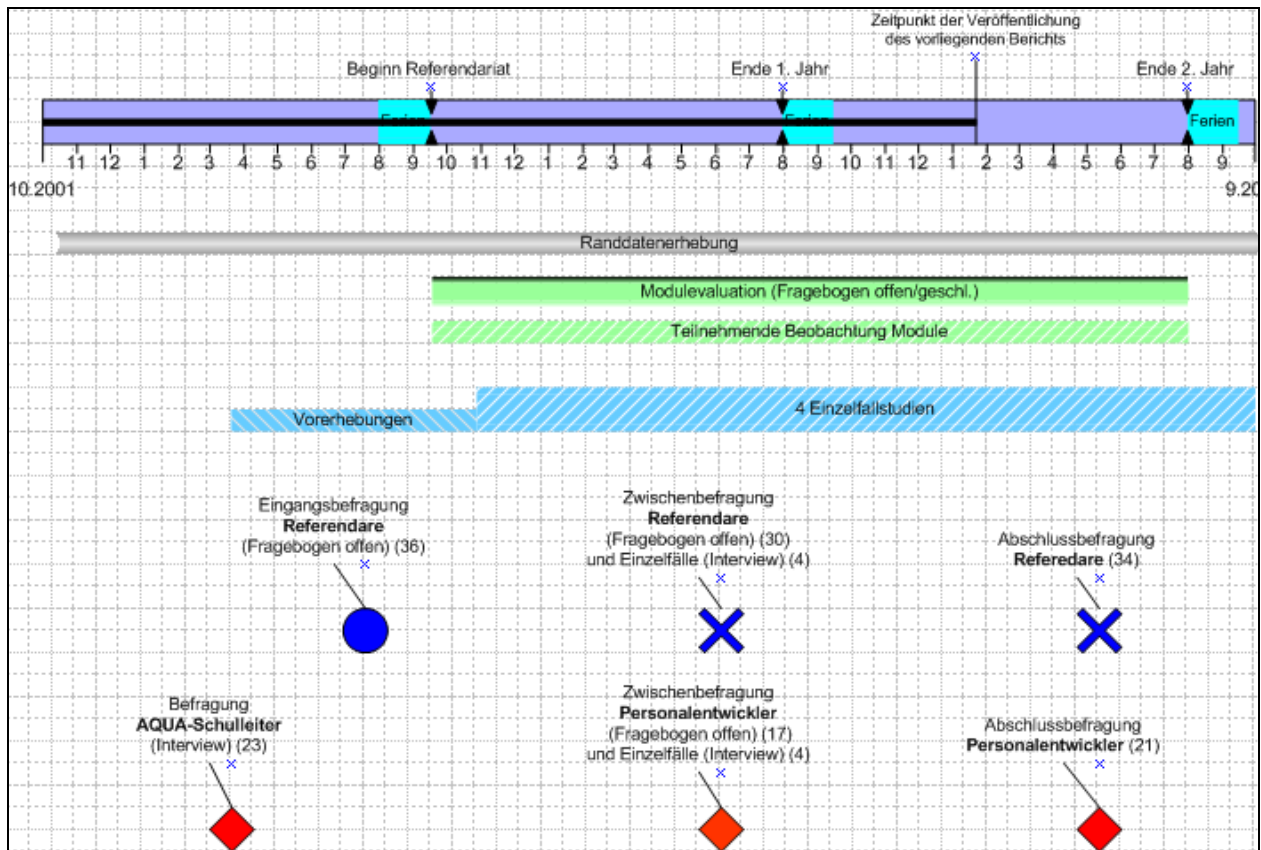 Zeitpunkt der Veröffentlichung
des vorliegenden Berichts
Beginn Referendariat
Ende 1. Jahr
Ende 2. Jahr
Ferien
Ferien
Ferien
11 12 1 2 3 4 5 6 7 8 9 10 11 12 1 2 3 4 5 6 7 8 9 10 11 12 1 2 3 4 5 6 7 8 9
10.2001
9.20
Randdatenerhebung
Modulevaluation (Fragebogen offen/geschl.)
Teilnehmende Beobachtung Module
4 Einzelfallstudien
Vorerhebungen
Eingangsbefragung
Referendare
(Fragebogen offen) (36)
Zwischenbefragung
Referendare
(Fragebogen offen) (30)
und Einzelfälle (Interview) (4)
Abschlussbefragung
Referedare (34)
Befragung
AQUA-Schulleiter
(Interview) (23)
Zwischenbefragung
Personalentwickler
(Fragebogen offen) (17)
und Einzelfälle (Interview) (4)
Abschlussbefragung
Personalentwickler (21)